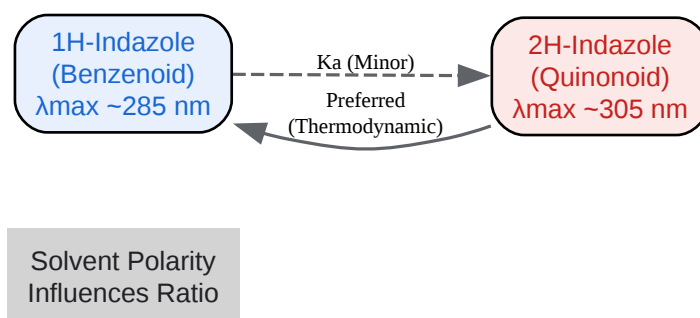 1H-Indazole
(Benzenoid)
λmax ~285 nm
Ka (Minor)
Preferred
(Thermodynamic)
2H-Indazole
(Quinonoid)
λmax ~305 nm
Solvent Polarity
Influences Ratio